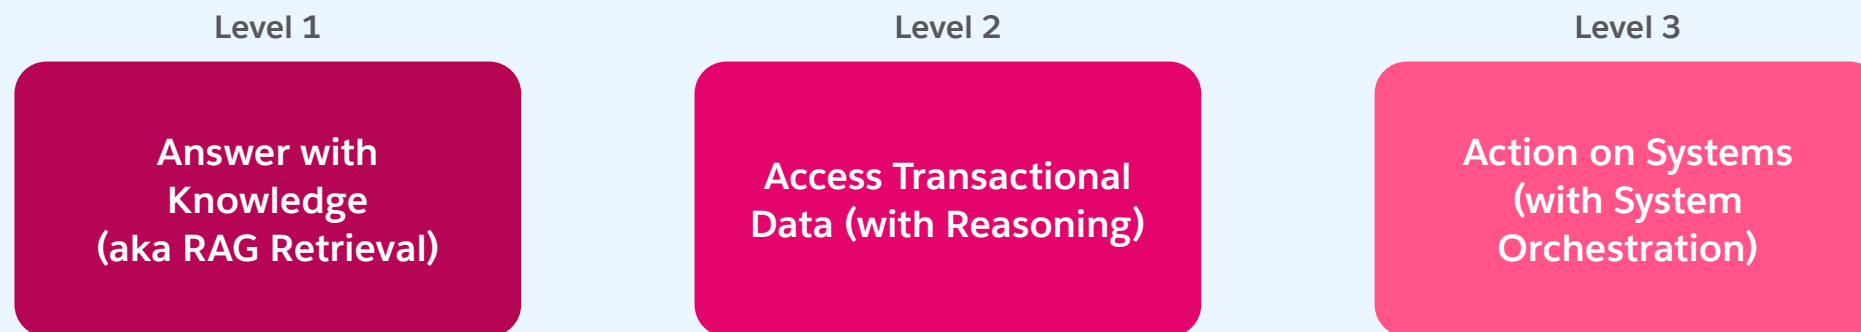 Level 1
Answer with
Knowledge
(aka RAG Retrieval)
Level 2
Access Transactional
Data (with Reasoning)
Level 3
Action on Systems
(with System
Orchestration)